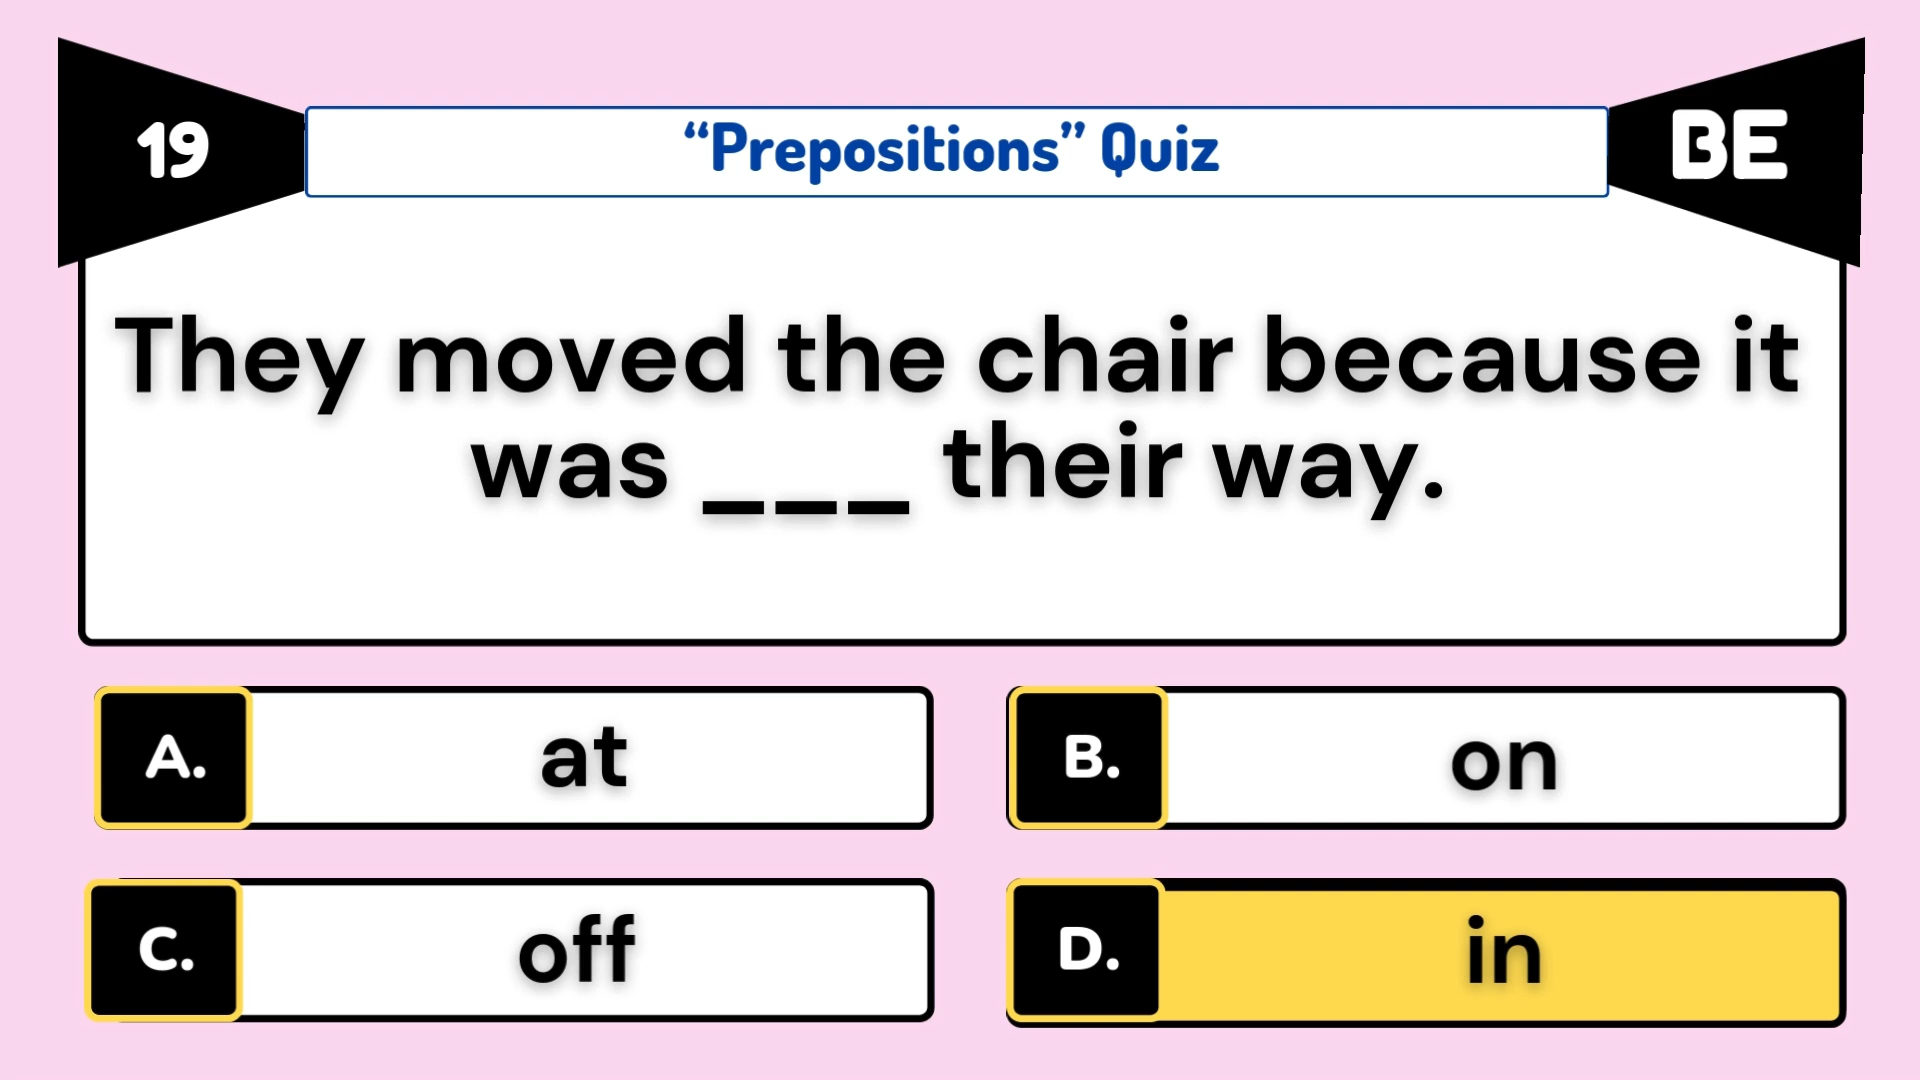 19
“Prepositions” Quiz
BE
They moved the chair because it
was ___ their way.
A.
at
B.
on
C.
off
D.
in